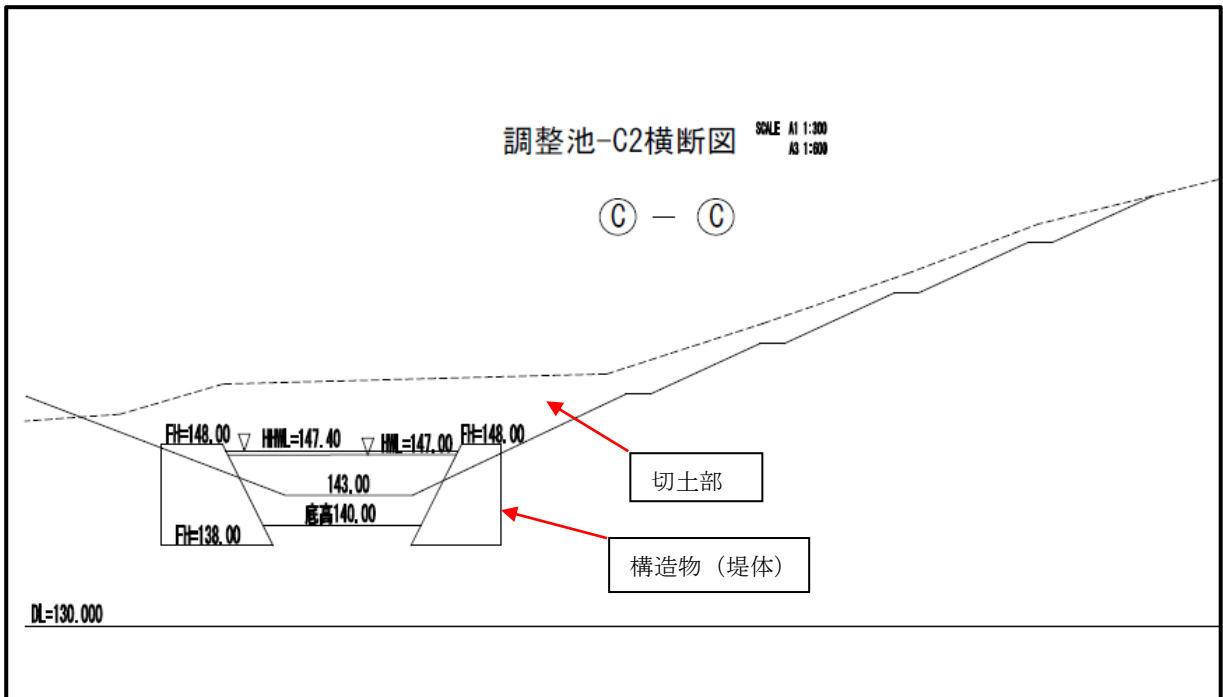 調整池-C2横断図
SCALE A1 1:300
A3 1:600
Ⓒ － Ⓒ
FH=148.00
▽ HHWL=147.40
▽ HWL=147.00
FH=148.00
143.00
底高140.00
FH=138.00
切土部
構造物（堤体）
DL=130.000